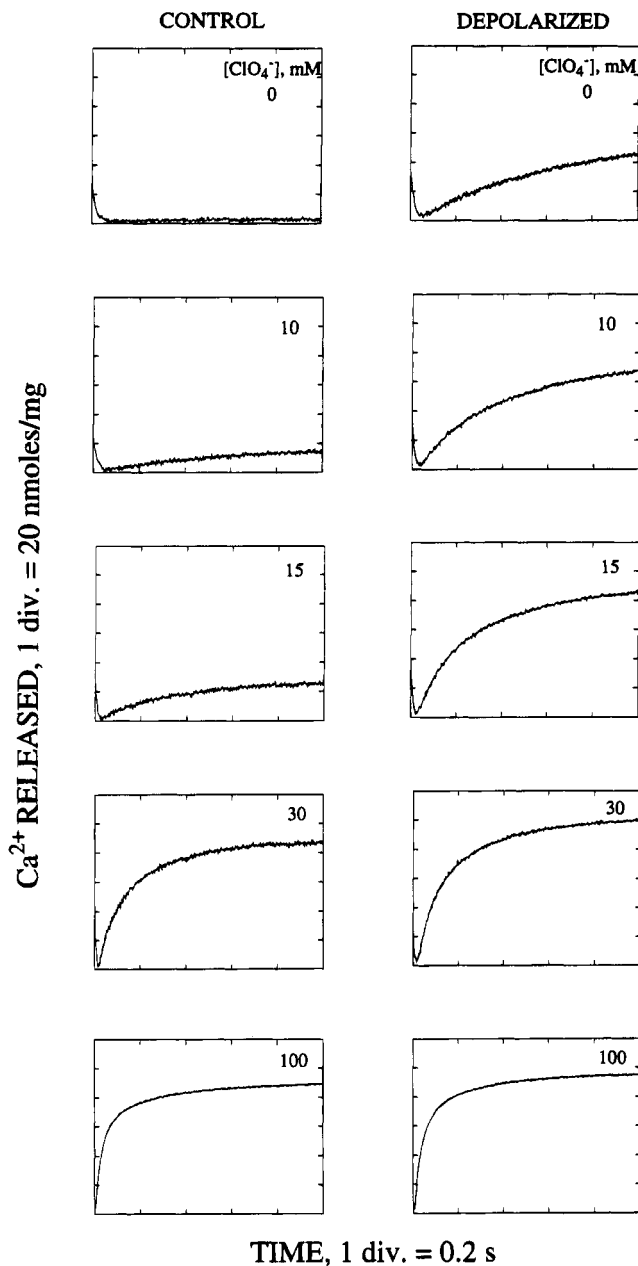 CONTROL
DEPOLARIZED
[ClO₄⁻], mM
0
[ClO₄⁻], mM
0
10
10
15
15
30
30
100
100
Ca²⁺ RELEASED, 1 div. = 20 nmoles/mg
TIME, 1 div. = 0.2 s